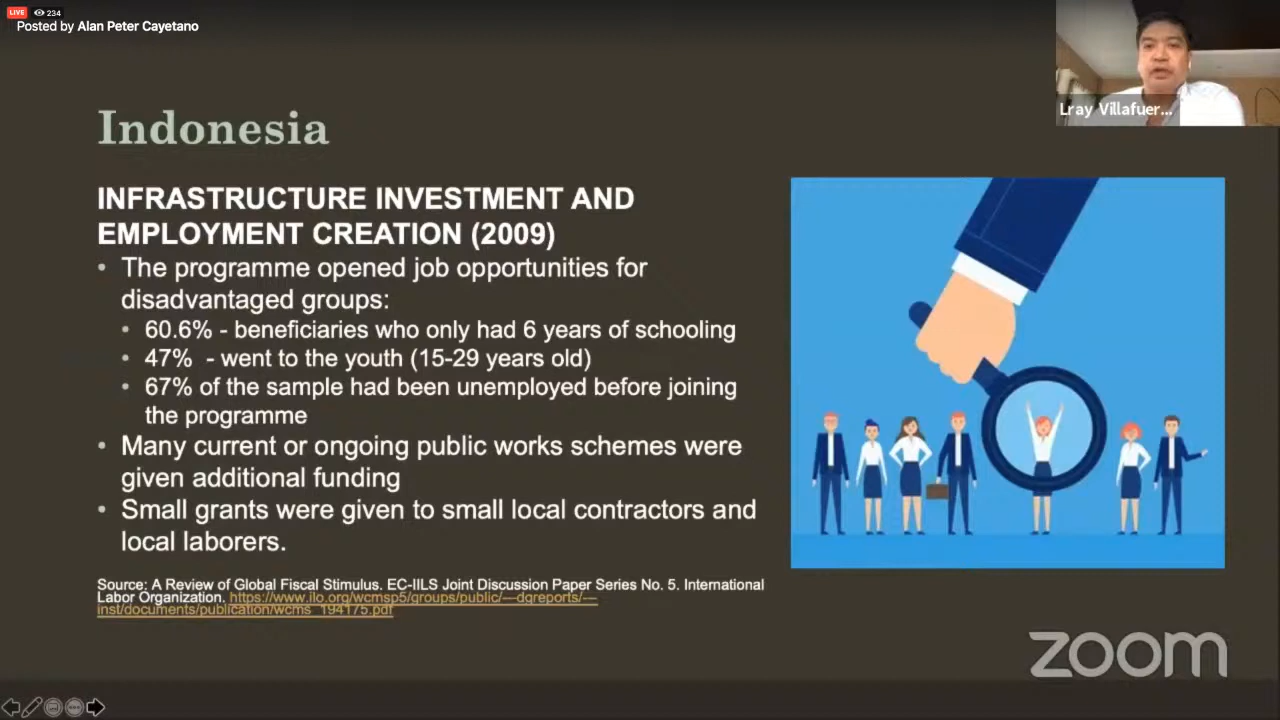 LIVE 234
Posted by Alan Peter Cayetano
Lray Villafuer...
Indonesia
INFRASTRUCTURE INVESTMENT AND
EMPLOYMENT CREATION (2009)
• The programme opened job opportunities for
disadvantaged groups:
• 60.6% - beneficiaries who only had 6 years of schooling
• 47% - went to the youth (15-29 years old)
• 67% of the sample had been unemployed before joining
the programme
• Many current or ongoing public works schemes were
given additional funding
• Small grants were given to small local contractors and
local laborers.
Source: A Review of Global Fiscal Stimulus. EC-IILS Joint Discussion Paper Series No. 5. International
Labor Organization. https://www.ilo.org/wcmsp5/groups/public/---dgreports/---
inst/documents/publication/wcms_194175.pdf
zoom